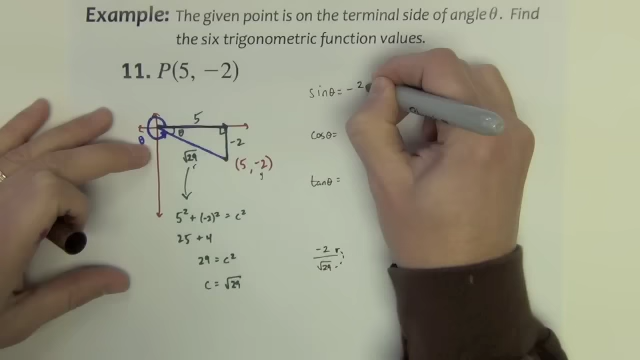 Example: The given point is on the terminal side of angle θ. Find
the six trigonometric function values.
11. P(5, −2)
5
θ
-2
θ
√29
(5, -2)
r
y
5² + (-2)² = c²
25 + 4
29 = c²
c = √29
sinθ = - 2
cosθ =
tanθ =
-2
√29